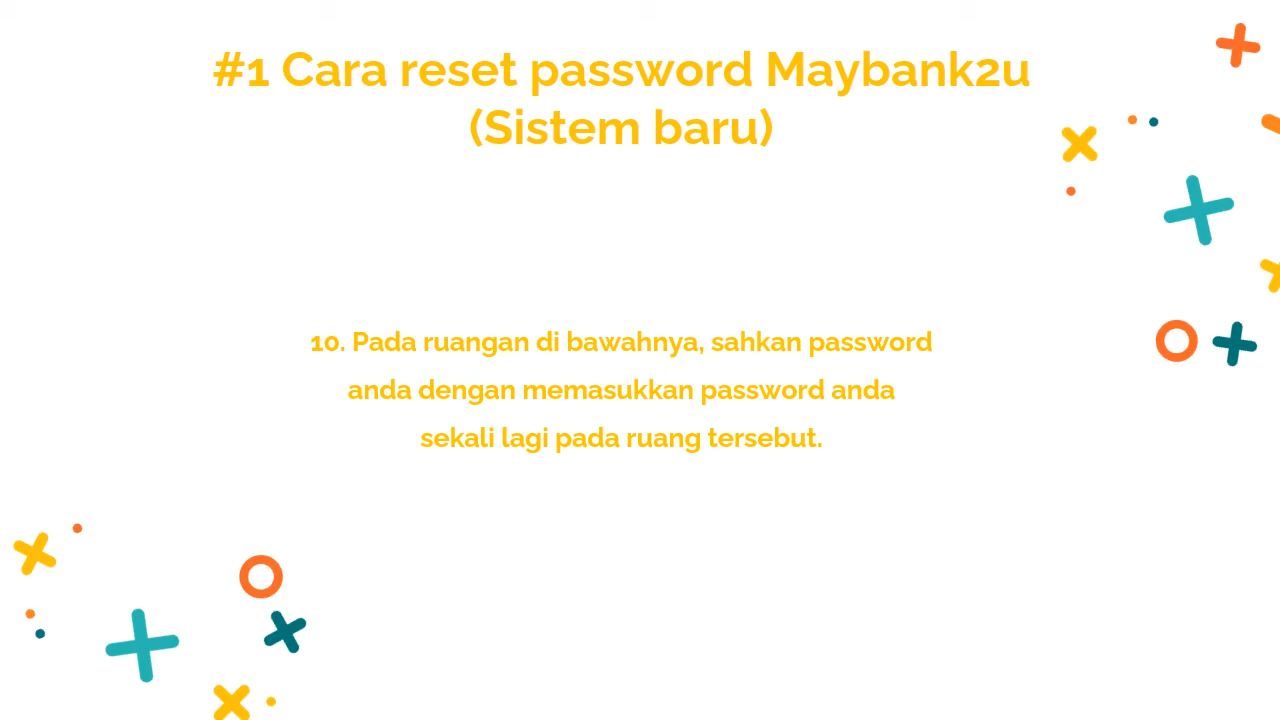 #1 Cara reset password Maybank2u
(Sistem baru)
10. Pada ruangan di bawahnya, sahkan password
anda dengan memasukkan password anda
sekali lagi pada ruang tersebut.